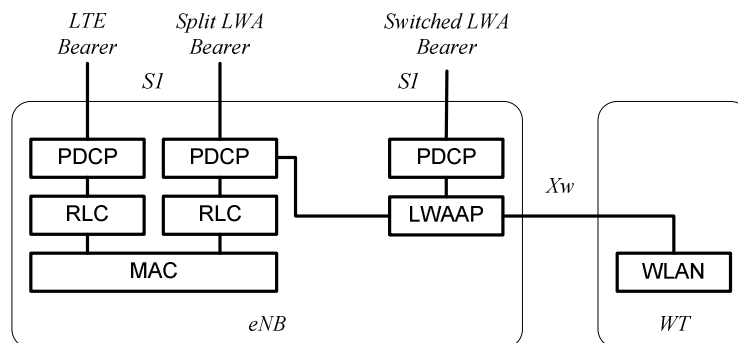 LTE Bearer
Split LWA Bearer
Switched LWA Bearer
S1
S1
PDCP
PDCP
PDCP
RLC
RLC
LWAAP
Xw
MAC
WLAN
eNB
WT